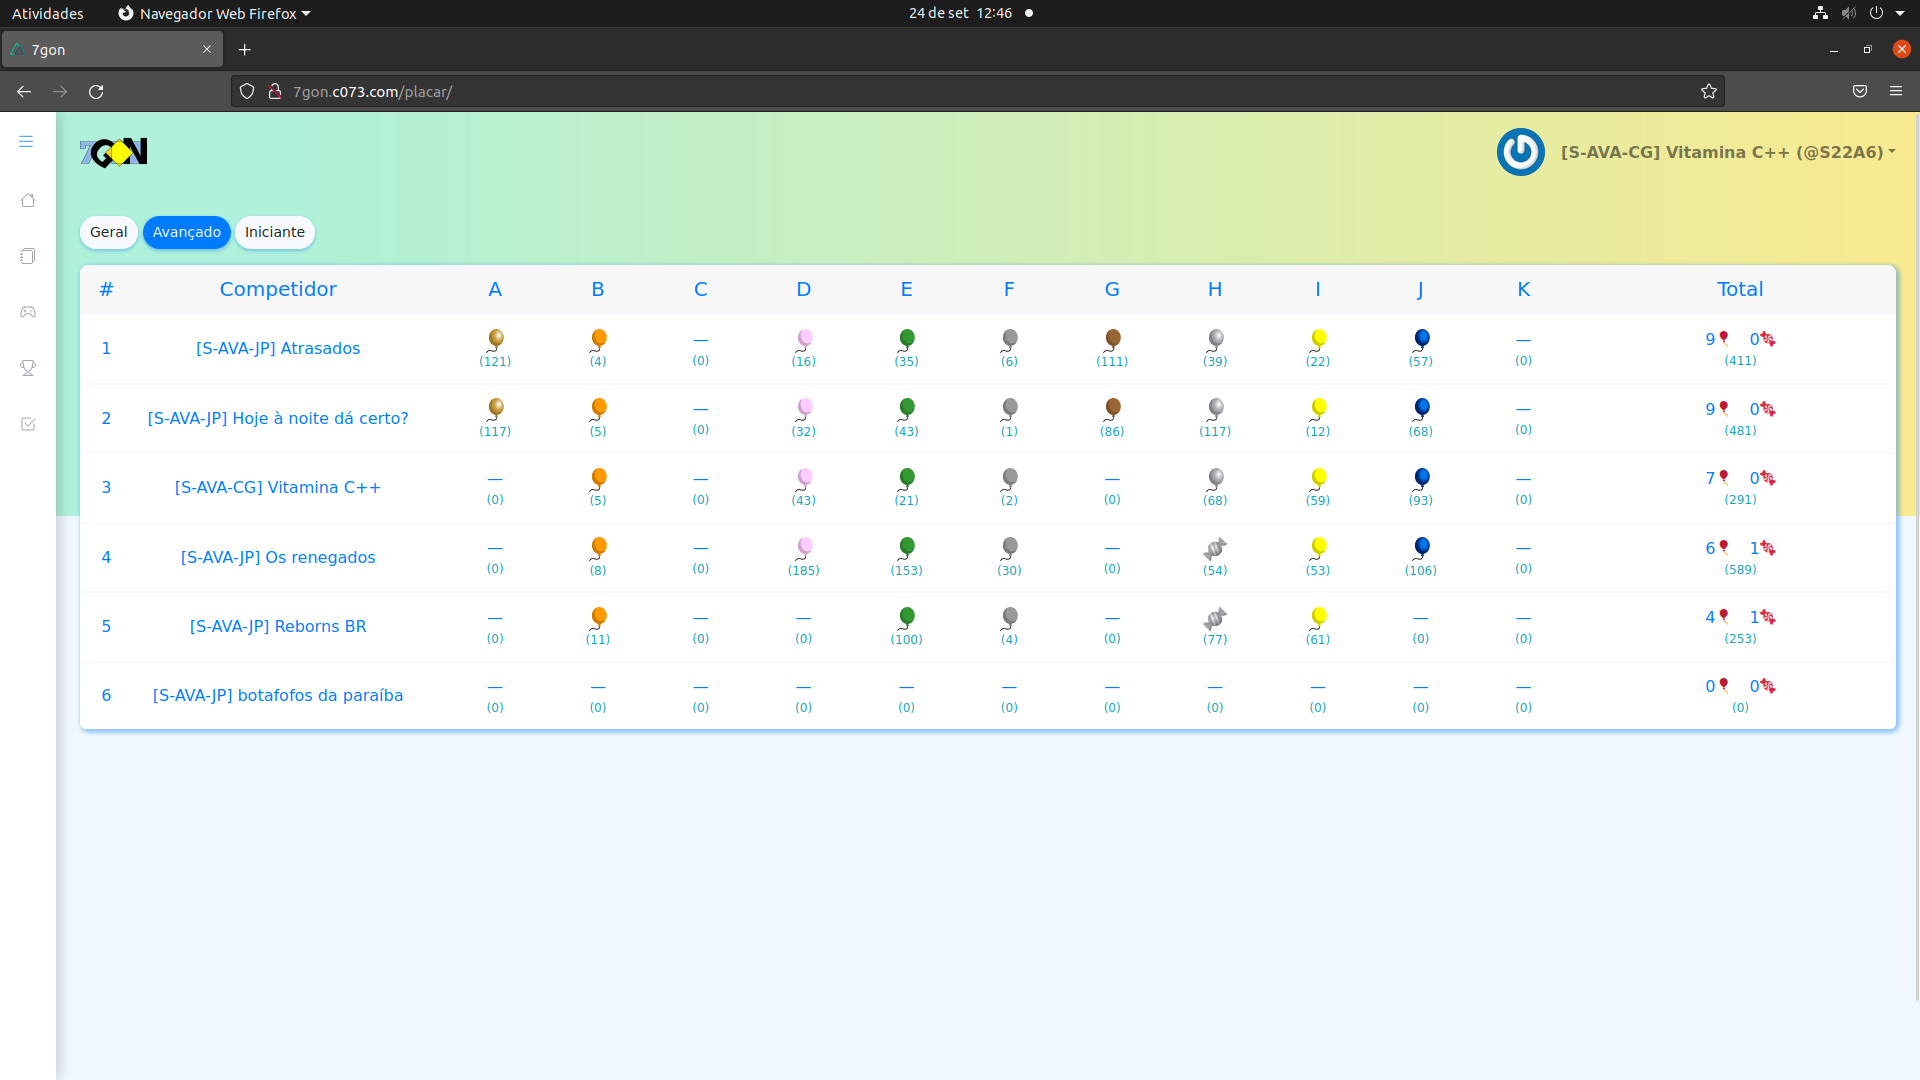 Atividades Navegador Web Firefox 24 de set 12:46
7gon
7gon.c073.com/placar/
7GON [S-AVA-CG] Vitamina C++ (@S22A6)
Geral Avançado Iniciante
# Competidor A B C D E F G H I J K Total
1 [S-AVA-JP] Atrasados — — 9 0
(121) (4) (0) (16) (35) (6) (111) (39) (22) (57) (0) (411)
2 [S-AVA-JP] Hoje à noite dá certo? — — 9 0
(117) (5) (0) (32) (43) (1) (86) (117) (12) (68) (0) (481)
3 [S-AVA-CG] Vitamina C++ — — — — 7 0
(0) (5) (0) (43) (21) (2) (0) (68) (59) (93) (0) (291)
4 [S-AVA-JP] Os renegados — — — — 6 1
(0) (8) (0) (185) (153) (30) (0) (54) (53) (106) (0) (589)
5 [S-AVA-JP] Reborns BR — — — — — — 4 1
(0) (11) (0) (0) (100) (4) (0) (77) (61) (0) (0) (253)
6 [S-AVA-JP] botafofos da paraíba — — — — — — — — — — — 0 0
(0) (0) (0) (0) (0) (0) (0) (0) (0) (0) (0) (0)